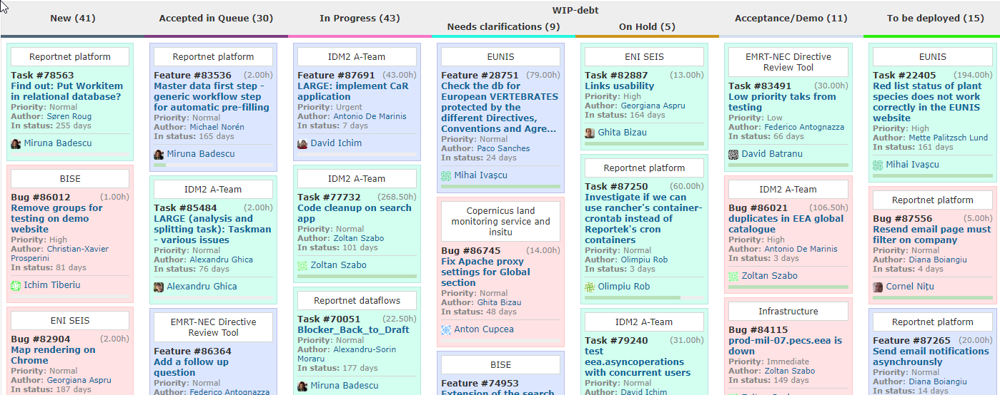 New (41)
Accepted in Queue (30)
In Progress (43)
WIP-debt
Needs clarifications (9)
On Hold (5)
Acceptance/Demo (11)
To be deployed (15)
Reportnet platform
Task #78563
Find out: Put Workitem
in relational database?
Priority: Normal
Author: Søren Roug
In status: 255 days
Miruna Badescu
BISE
Bug #86012 (1.00h)
Remove groups for
testing on demo
website
Priority: High
Author: Christian-Xavier
Prosperini
In status: 81 days
Ichim Tiberiu
ENI SEIS
Bug #82904 (2.00h)
Map rendering on
Chrome
Priority: Normal
Author: Georgiana Aspru
In status: 187 days
Reportnet platform
Feature #83536 (2.00h)
Master data first step -
generic workflow step
for automatic pre-filling
Priority: Normal
Author: Michael Norén
In status: 165 days
Miruna Badescu
IDM2 A-Team
Task #85484 (2.00h)
LARGE (analysis and
splitting task): Taskman
- various issues
Priority: Normal
Author: Alexandru Ghica
In status: 76 days
Alexandru Ghica
EMRT-NEC Directive
Review Tool
Feature #86364
Add a follow up
question
Priority: Normal
Author: Federico Antognazza
IDM2 A-Team
Feature #87691 (43.00h)
LARGE: implement CaR
application
Priority: Urgent
Author: Antonio De Marinis
In status: 7 days
David Ichim
IDM2 A-Team
Task #77732 (268.50h)
Code cleanup on search
app
Priority: Normal
Author: Zoltan Szabo
In status: 101 days
Zoltan Szabo
Reportnet dataflows
Task #70051 (22.50h)
Blocker_Back_to_Draft
Priority: Normal
Author: Alexandru-Sorin
Moraru
In status: 177 days
Miruna Badescu
EUNIS
Feature #28751 (79.00h)
Check the db for
European VERTEBRATES
protected by the
different Directives,
Conventions and Agre...
Priority: Normal
Author: Paco Sanches
In status: 24 days
Mihai Ivașcu
Copernicus land
monitoring service and
insitu
Bug #86745 (14.00h)
Fix Apache proxy
settings for Global
section
Priority: Normal
Author: Ghita Bizau
In status: 48 days
Anton Cupcea
BISE
Feature #74953
Extension of the search
ENI SEIS
Task #82887 (13.00h)
Links usability
Priority: High
Author: Georgiana Aspru
In status: 164 days
Ghita Bizau
Reportnet platform
Task #87250 (60.00h)
Investigate if we can
use rancher's container-
crontab instead of
Reportek's cron
containers
Priority: Normal
Author: Olimpiu Rob
In status: 3 days
Olimpiu Rob
IDM2 A-Team
Task #79240 (31.00h)
test
eea.asyncoperations
with concurrent users
Priority: Normal
Author: David Ichim
EMRT-NEC Directive
Review Tool
Task #83491 (30.00h)
Low priority taks from
testing
Priority: Low
Author: Federico Antognazza
In status: 66 days
David Batranu
IDM2 A-Team
Bug #86021 (106.50h)
duplicates in EEA global
catalogue
Priority: High
Author: Antonio De Marinis
In status: 3 days
Zoltan Szabo
Infrastructure
Bug #84115
prod-mil-07.pecs.eea is
down
Priority: Immediate
Author: Zoltan Szabo
In status: 149 days
Zoltan Szabo
EUNIS
Task #22405 (194.00h)
Red list status of plant
species does not work
correctly in the EUNIS
website
Priority: High
Author: Mette Palitzsch Lund
In status: 161 days
Mihai Ivașcu
Reportnet platform
Bug #87556 (5.00h)
Resend email page must
filter on company
Priority: Normal
Author: Diana Boiangiu
In status: 4 days
Cornel Nițu
Reportnet platform
Feature #87265 (20.00h)
Send email notifications
asynchrounsly
Priority: Normal
Author: Diana Boiangiu
In status: 14 days